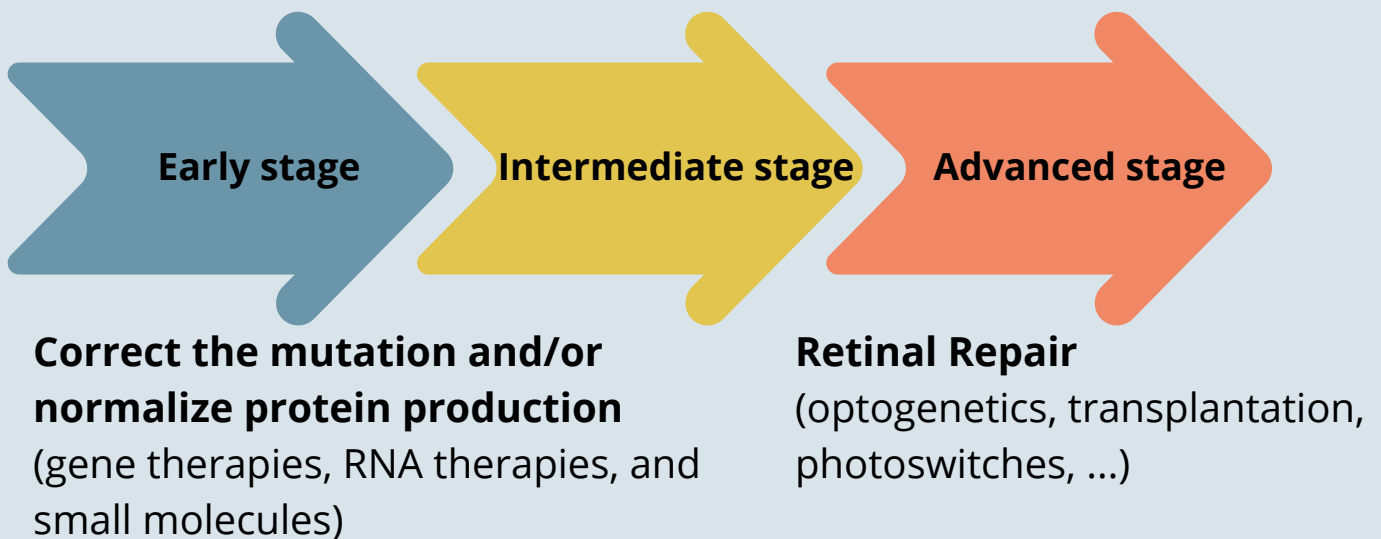 Early stage
Intermediate stage
Advanced stage
Correct the mutation and/or
normalize protein production
(gene therapies, RNA therapies, and
small molecules)
Retinal Repair
(optogenetics, transplantation,
photoswitches, ...)